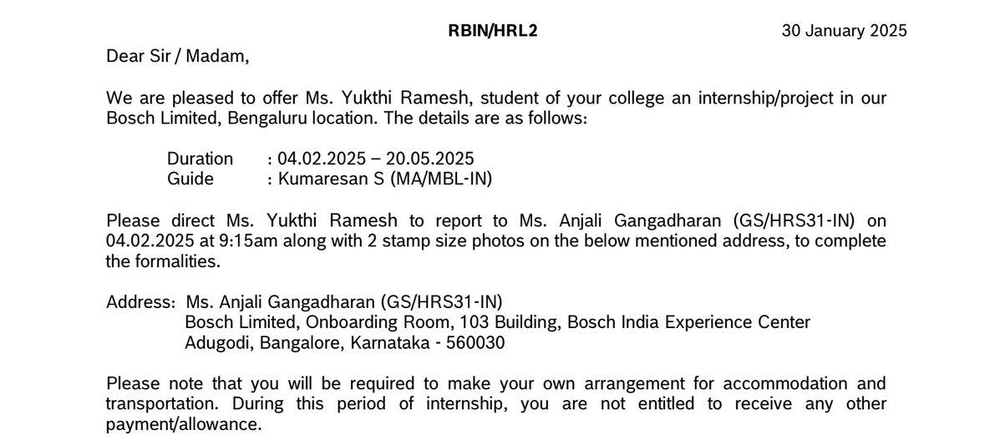 RBIN/HRL2 30 January 2025
Dear Sir / Madam,
We are pleased to offer Ms. Yukthi Ramesh, student of your college an internship/project in our
Bosch Limited, Bengaluru location. The details are as follows:
Duration : 04.02.2025 – 20.05.2025
Guide : Kumaresan S (MA/MBL-IN)
Please direct Ms. Yukthi Ramesh to report to Ms. Anjali Gangadharan (GS/HRS31-IN) on
04.02.2025 at 9:15am along with 2 stamp size photos on the below mentioned address, to complete
the formalities.
Address: Ms. Anjali Gangadharan (GS/HRS31-IN)
Bosch Limited, Onboarding Room, 103 Building, Bosch India Experience Center
Adugodi, Bangalore, Karnataka - 560030
Please note that you will be required to make your own arrangement for accommodation and
transportation. During this period of internship, you are not entitled to receive any other
payment/allowance.